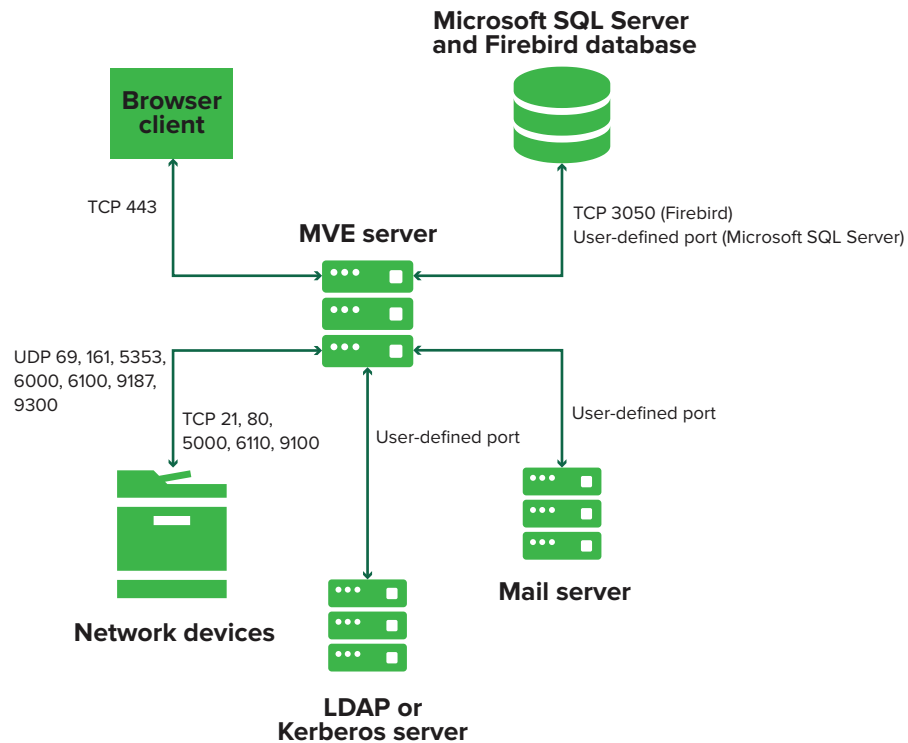 Microsoft SQL Server
and Firebird database
Browser
client
TCP 443
TCP 3050 (Firebird)
User-defined port (Microsoft SQL Server)
MVE server
UDP 69, 161, 5353,
6000, 6100, 9187,
9300
TCP 21, 80,
5000, 6110, 9100
User-defined port
User-defined port
Network devices
Mail server
LDAP or
Kerberos server